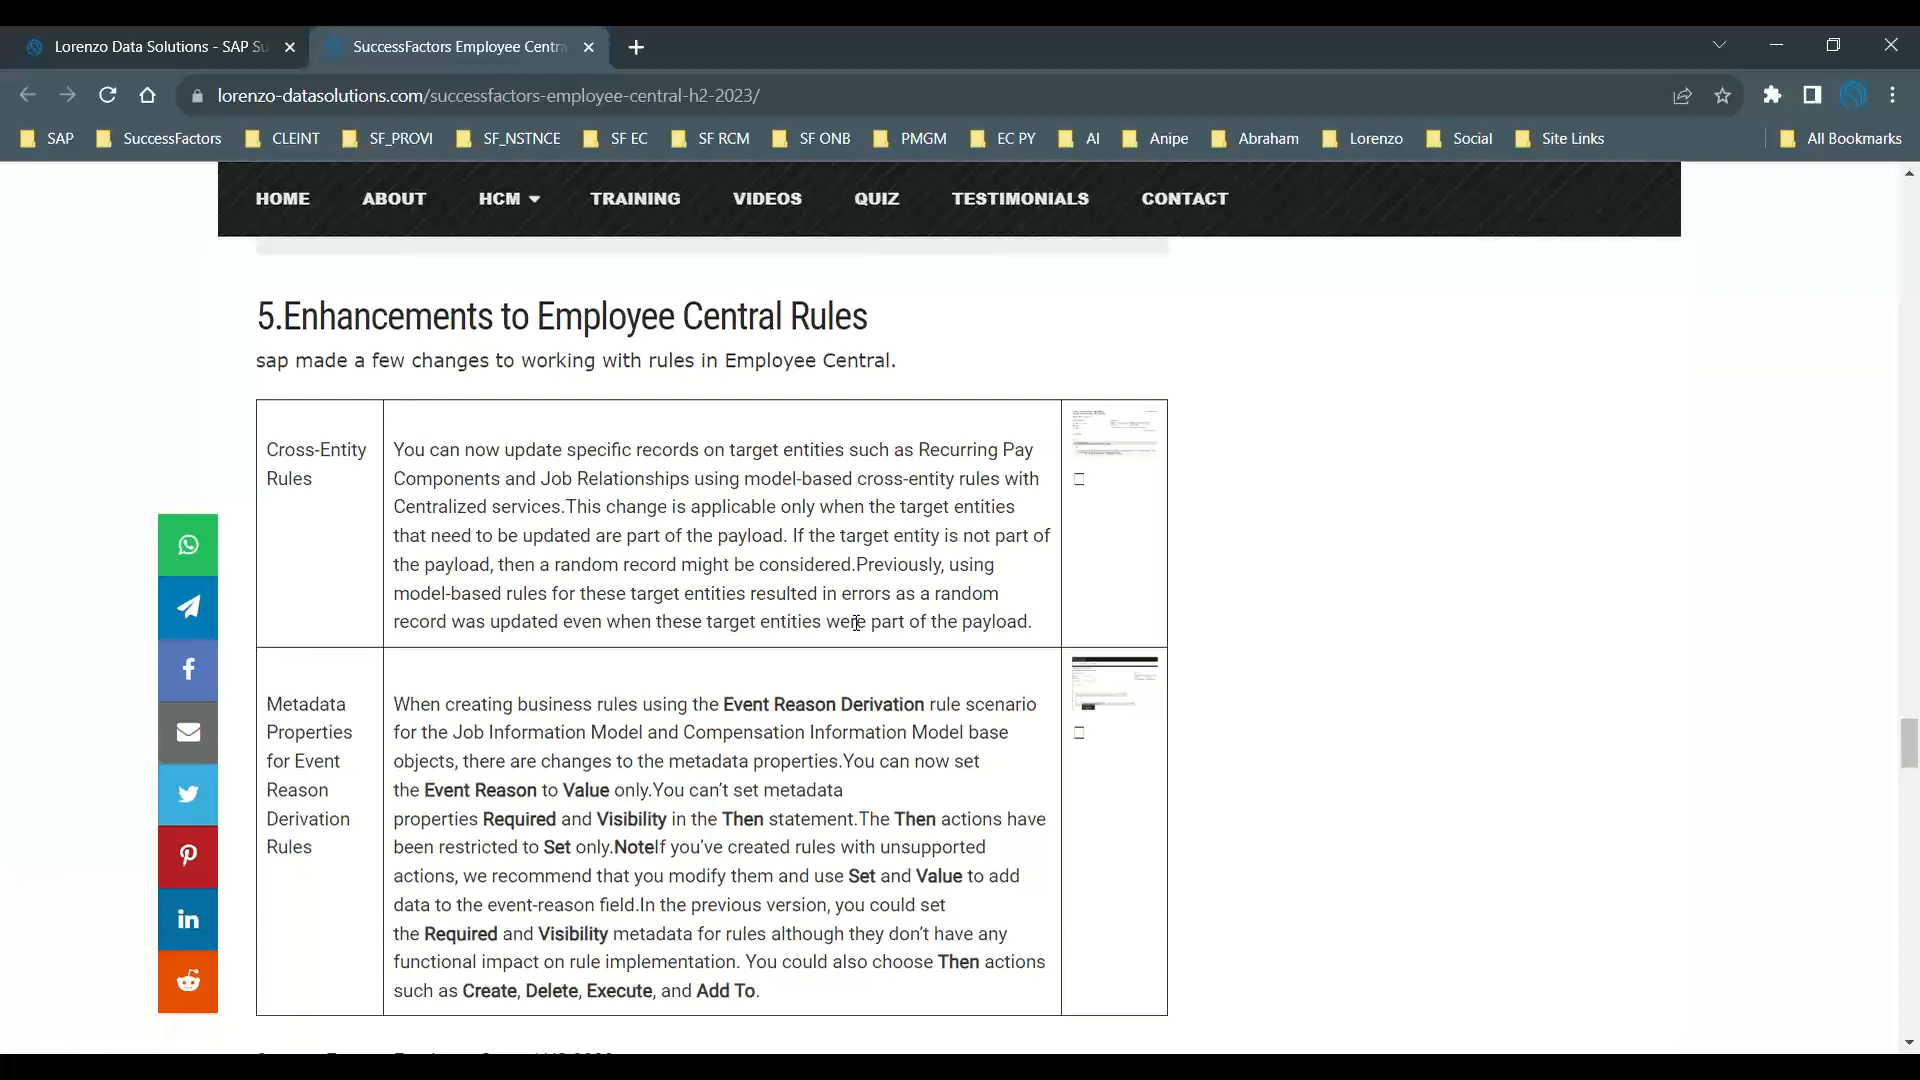 Lorenzo Data Solutions - SAP Su
SuccessFactors Employee Centra
lorenzo-datasolutions.com/successfactors-employee-central-h2-2023/
SAP SuccessFactors CLEINT SF_PROVI SF_NSTNCE SF EC SF RCM SF ONB PMGM EC PY AI Anipe Abraham Lorenzo Social Site Links All Bookmarks
HOME ABOUT HCM TRAINING VIDEOS QUIZ TESTIMONIALS CONTACT
5.Enhancements to Employee Central Rules
sap made a few changes to working with rules in Employee Central.
Cross-Entity
Rules
You can now update specific records on target entities such as Recurring Pay
Components and Job Relationships using model-based cross-entity rules with
Centralized services.This change is applicable only when the target entities
that need to be updated are part of the payload. If the target entity is not part of
the payload, then a random record might be considered.Previously, using
model-based rules for these target entities resulted in errors as a random
record was updated even when these target entities were part of the payload.
Metadata
Properties
for Event
Reason
Derivation
Rules
When creating business rules using the Event Reason Derivation rule scenario
for the Job Information Model and Compensation Information Model base
objects, there are changes to the metadata properties.You can now set
the Event Reason to Value only.You can't set metadata
properties Required and Visibility in the Then statement.The Then actions have
been restricted to Set only.NoteIf you've created rules with unsupported
actions, we recommend that you modify them and use Set and Value to add
data to the event-reason field.In the previous version, you could set
the Required and Visibility metadata for rules although they don't have any
functional impact on rule implementation. You could also choose Then actions
such as Create, Delete, Execute, and Add To.